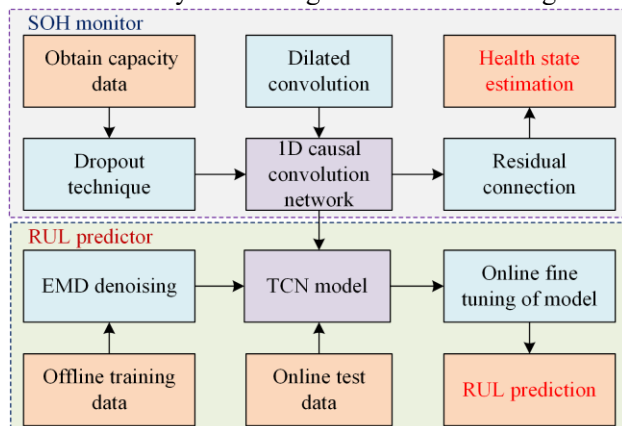 SOH monitor
Obtain capacity
data
Dilated
convolution
Health state
estimation
Dropout
technique
1D causal
convolution
network
Residual
connection
RUL predictor
EMD denoising
TCN model
Online fine
tuning of model
Offline training
data
Online test
data
RUL prediction